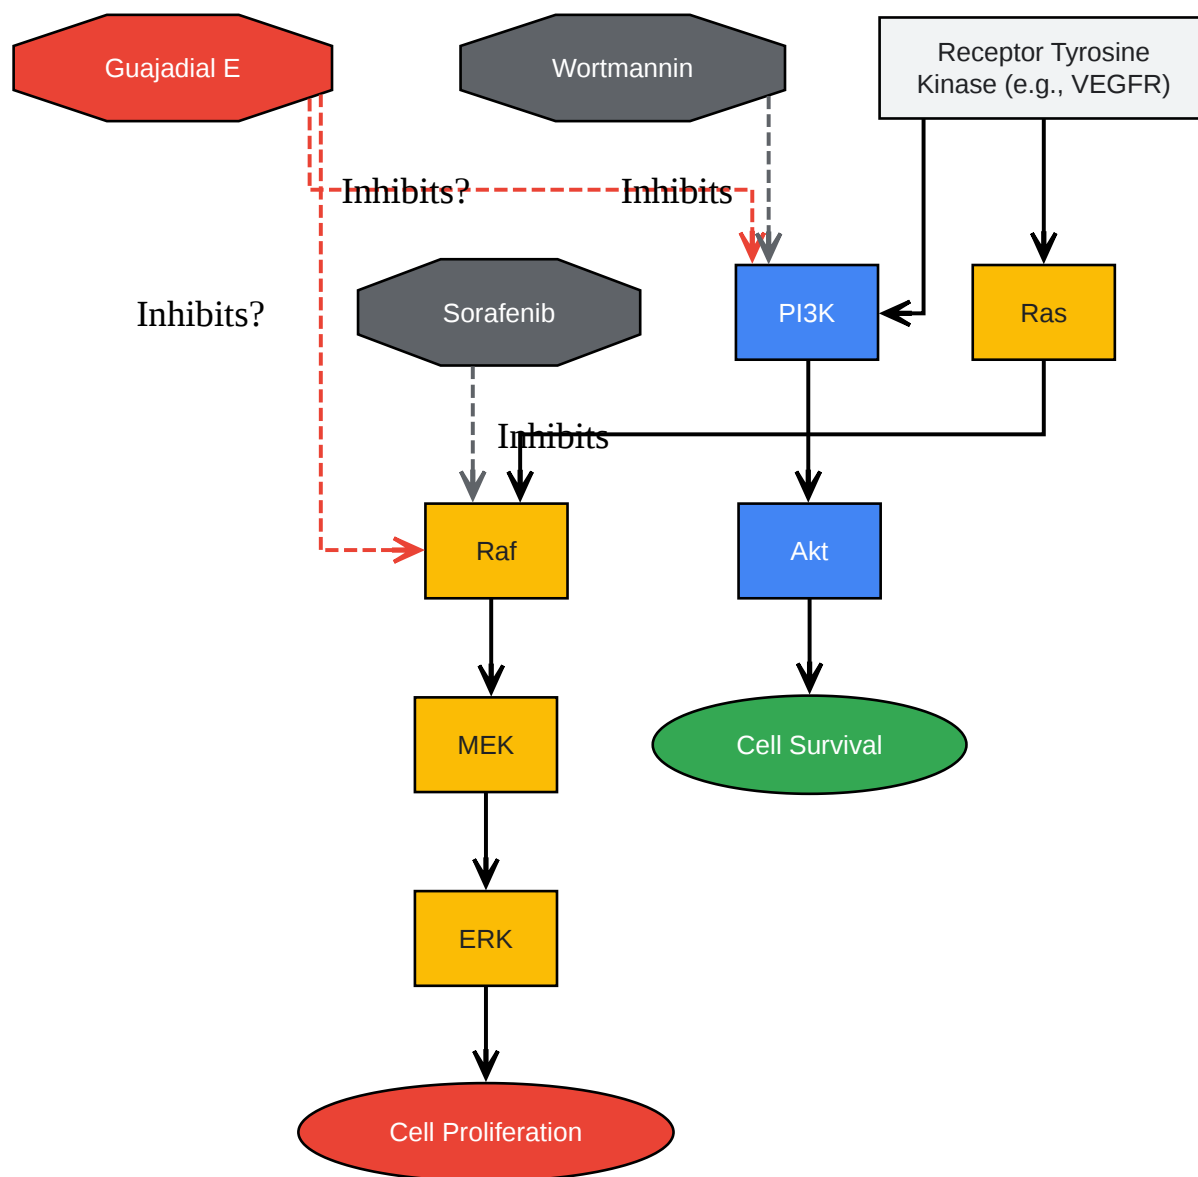 Guajadial E
Wortmannin
Receptor Tyrosine
Kinase (e.g., VEGFR)
Inhibits?
Inhibits
Inhibits?
Sorafenib
PI3K
Ras
Inhibits
Raf
Akt
MEK
Cell Survival
ERK
Cell Proliferation